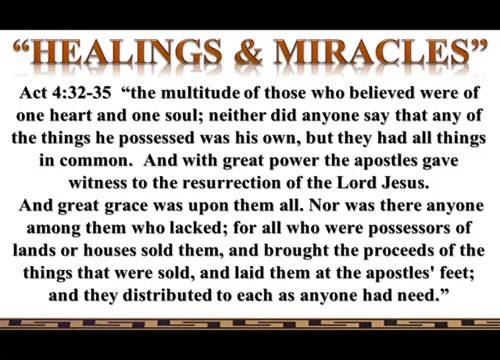 “HEALINGS & MIRACLES”
Act 4:32-35 “the multitude of those who believed were of
one heart and one soul; neither did anyone say that any of
the things he possessed was his own, but they had all things
in common. And with great power the apostles gave
witness to the resurrection of the Lord Jesus.
And great grace was upon them all. Nor was there anyone
among them who lacked; for all who were possessors of
lands or houses sold them, and brought the proceeds of the
things that were sold, and laid them at the apostles' feet;
and they distributed to each as anyone had need.”